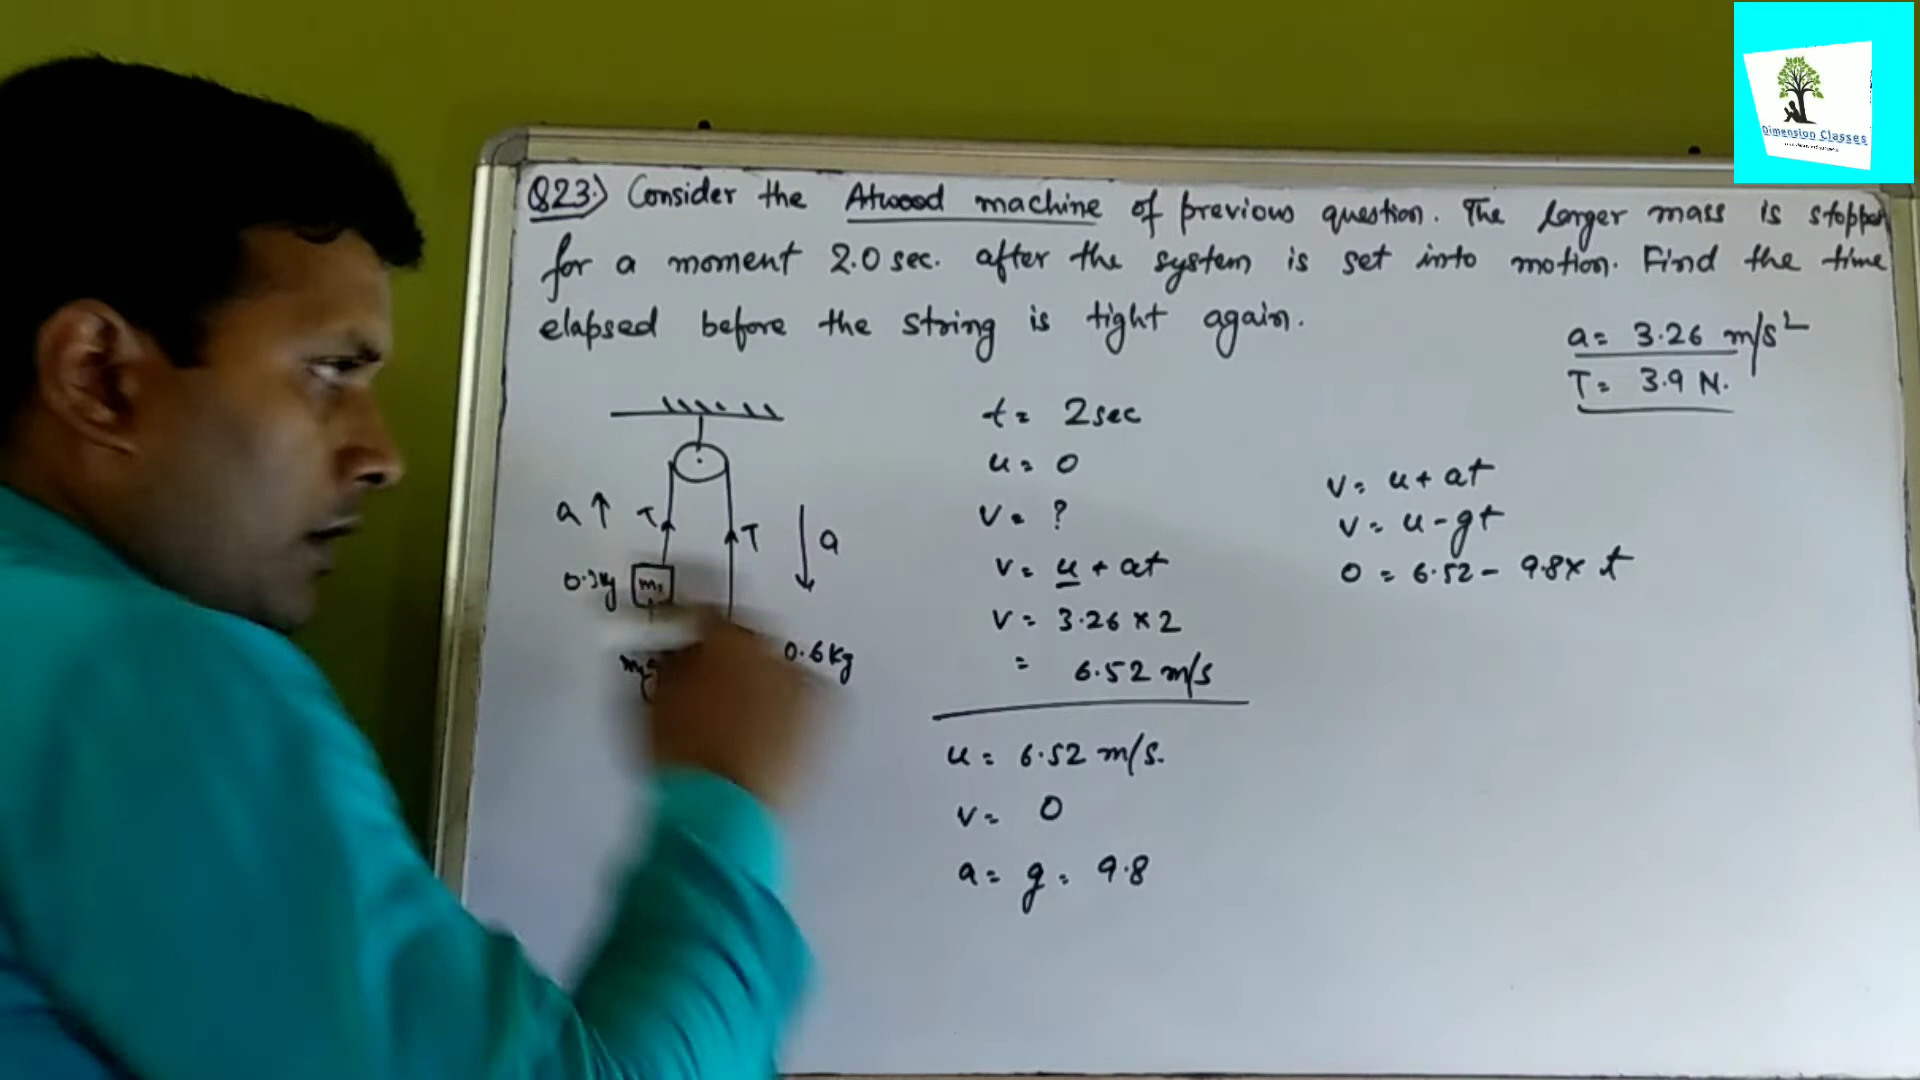 Q23.) Consider the Atwood machine of previous question. The larger mass is stopped
for a moment 2.0 sec. after the system is set into motion. Find the time
elapsed before the string is tight again.
a = 3.26 m/s²
T = 3.9 N.
t = 2sec
u = 0
v = ?
v = u + at
v = 3.26 × 2
= 6.52 m/s
u = 6.52 m/s.
v = 0
a = g = 9.8
v = u + at
v = u - gt
0 = 6.52 - 9.8 × t
a T T a
0.3kg m₁
0.6kg
Dimension Classes